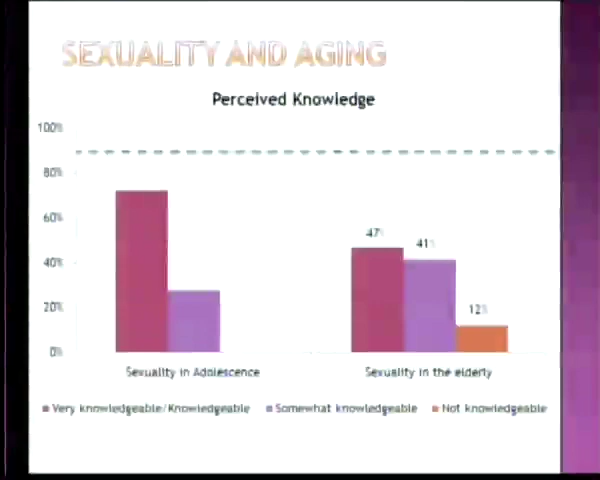 SEXUALITY AND AGING
Perceived Knowledge
100%
80%
60%
40%
20%
0%
47%
41%
12%
Sexuality in Adolescence
Sexuality in the elderly
Very knowledgeable/Knowledgeable
Somewhat knowledgeable
Not knowledgeable